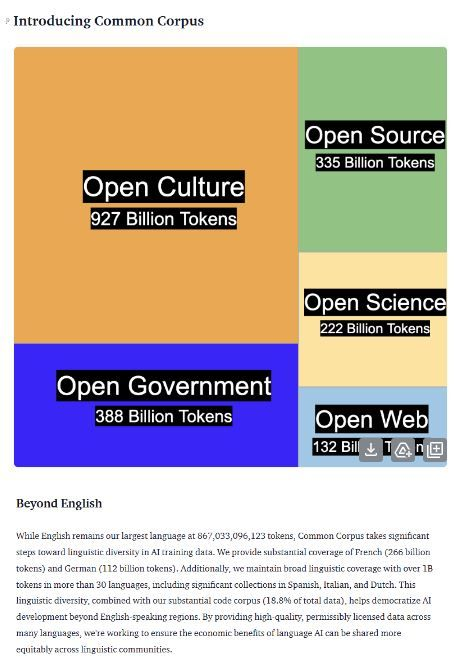 Introducing Common Corpus
Open Culture
927 Billion Tokens
Open Source
335 Billion Tokens
Open Science
222 Billion Tokens
Open Government
388 Billion Tokens
Open Web
132
Beyond English
While English remains our largest language at 867,033,096,123 tokens, Common Corpus takes significant
steps toward linguistic diversity in AI training data. We provide substantial coverage of French (266 billion
tokens) and German (112 billion tokens). Additionally, we maintain broad linguistic coverage with over 1B
tokens in more than 30 languages, including significant collections in Spanish, Italian, and Dutch. This
linguistic diversity, combined with our substantial code corpus (18.8% of total data), helps democratize AI
development beyond English-speaking regions. By providing high-quality, permissibly licensed data across
many languages, we're working to ensure the economic benefits of language AI can be shared more
equitably across linguistic communities.